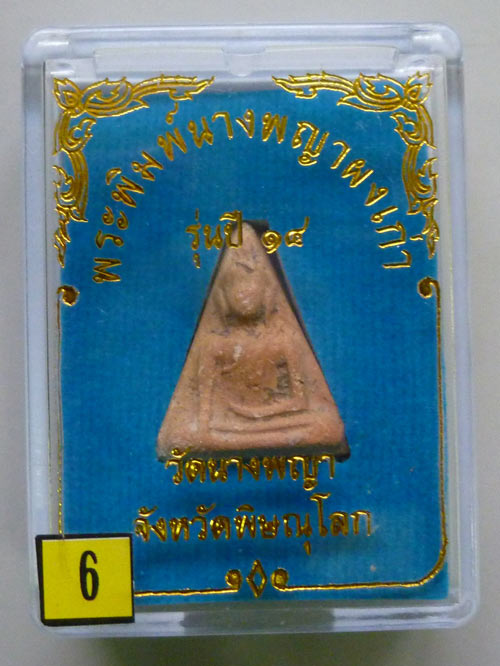 พระพิมพ์นางพญาผงเก่า
รุ่นปี ๑๔
วัดนางพญา
จังหวัดพิษณุโลก
6